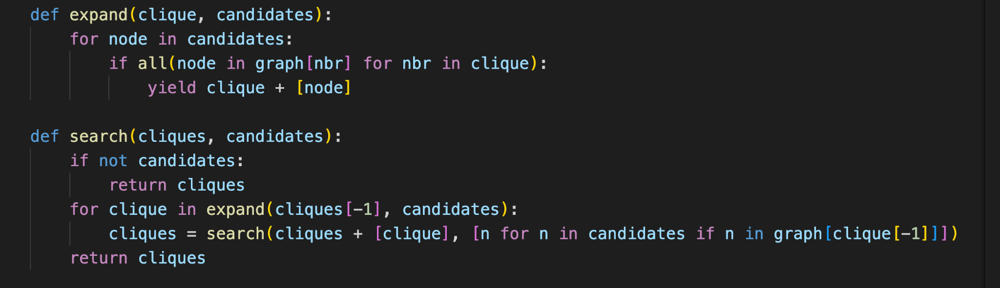 def expand(clique, candidates):
    for node in candidates:
        if all(node in graph[nbr] for nbr in clique):
            yield clique + [node]

def search(cliques, candidates):
    if not candidates:
        return cliques
    for clique in expand(cliques[-1], candidates):
        cliques = search(cliques + [clique], [n for n in candidates if n in graph[clique[-1]]])
    return cliques